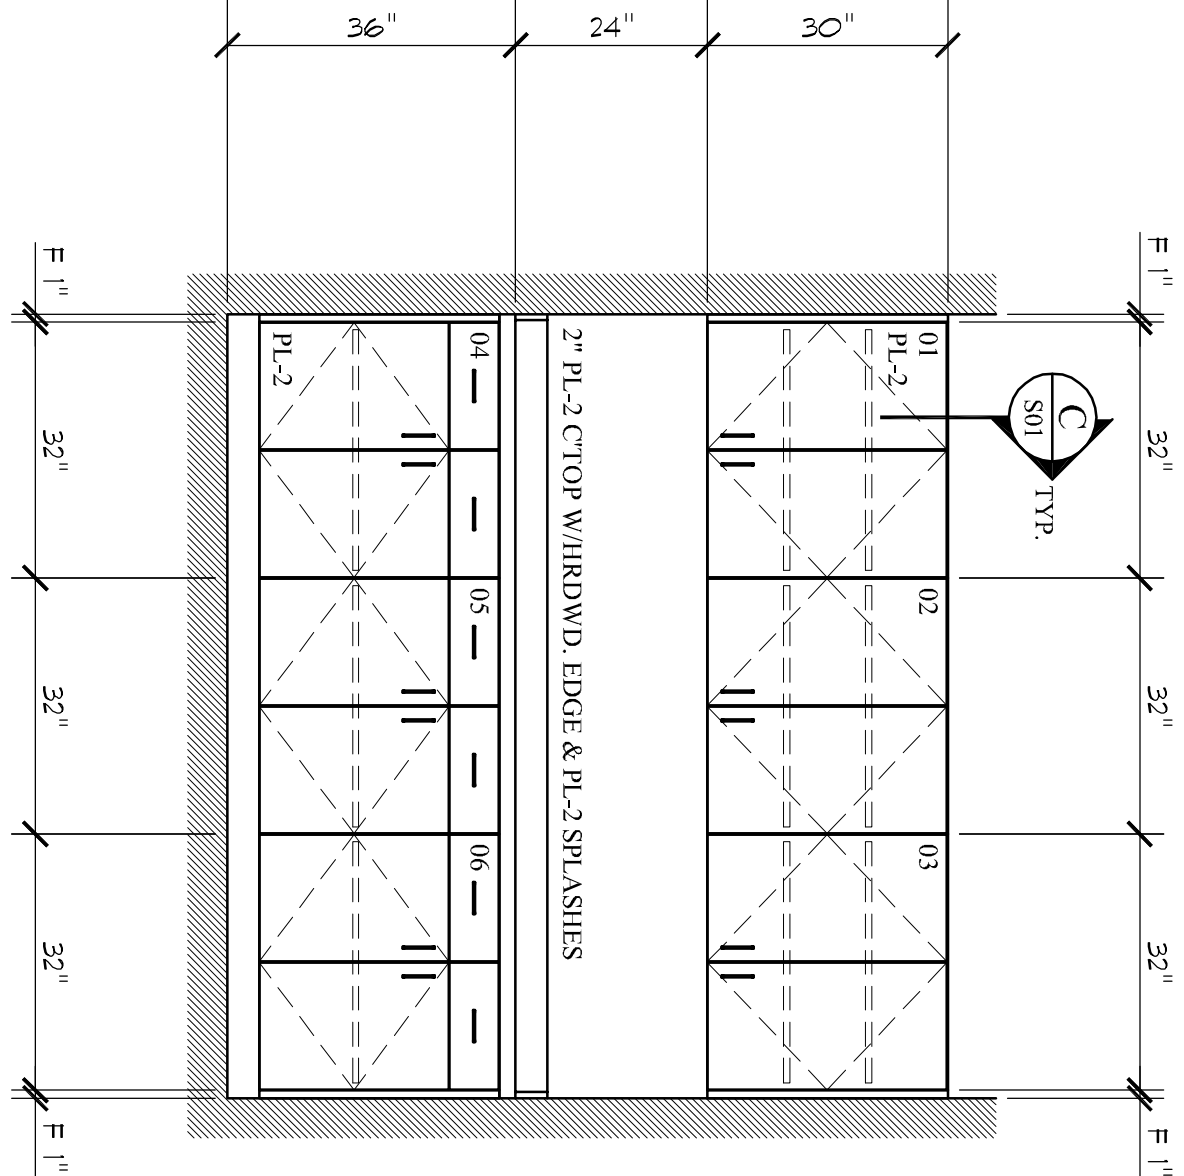 F 1"
32"
32"
32"
F 1"
C
S01
TYP.
01
PL-2
02
03
30"
24"
36"
2" PL-2 C'TOP W/HRDWD. EDGE & PL-2 SPLASHES
04
05
06
PL-2
F 1"
32"
32"
32"
F 1"